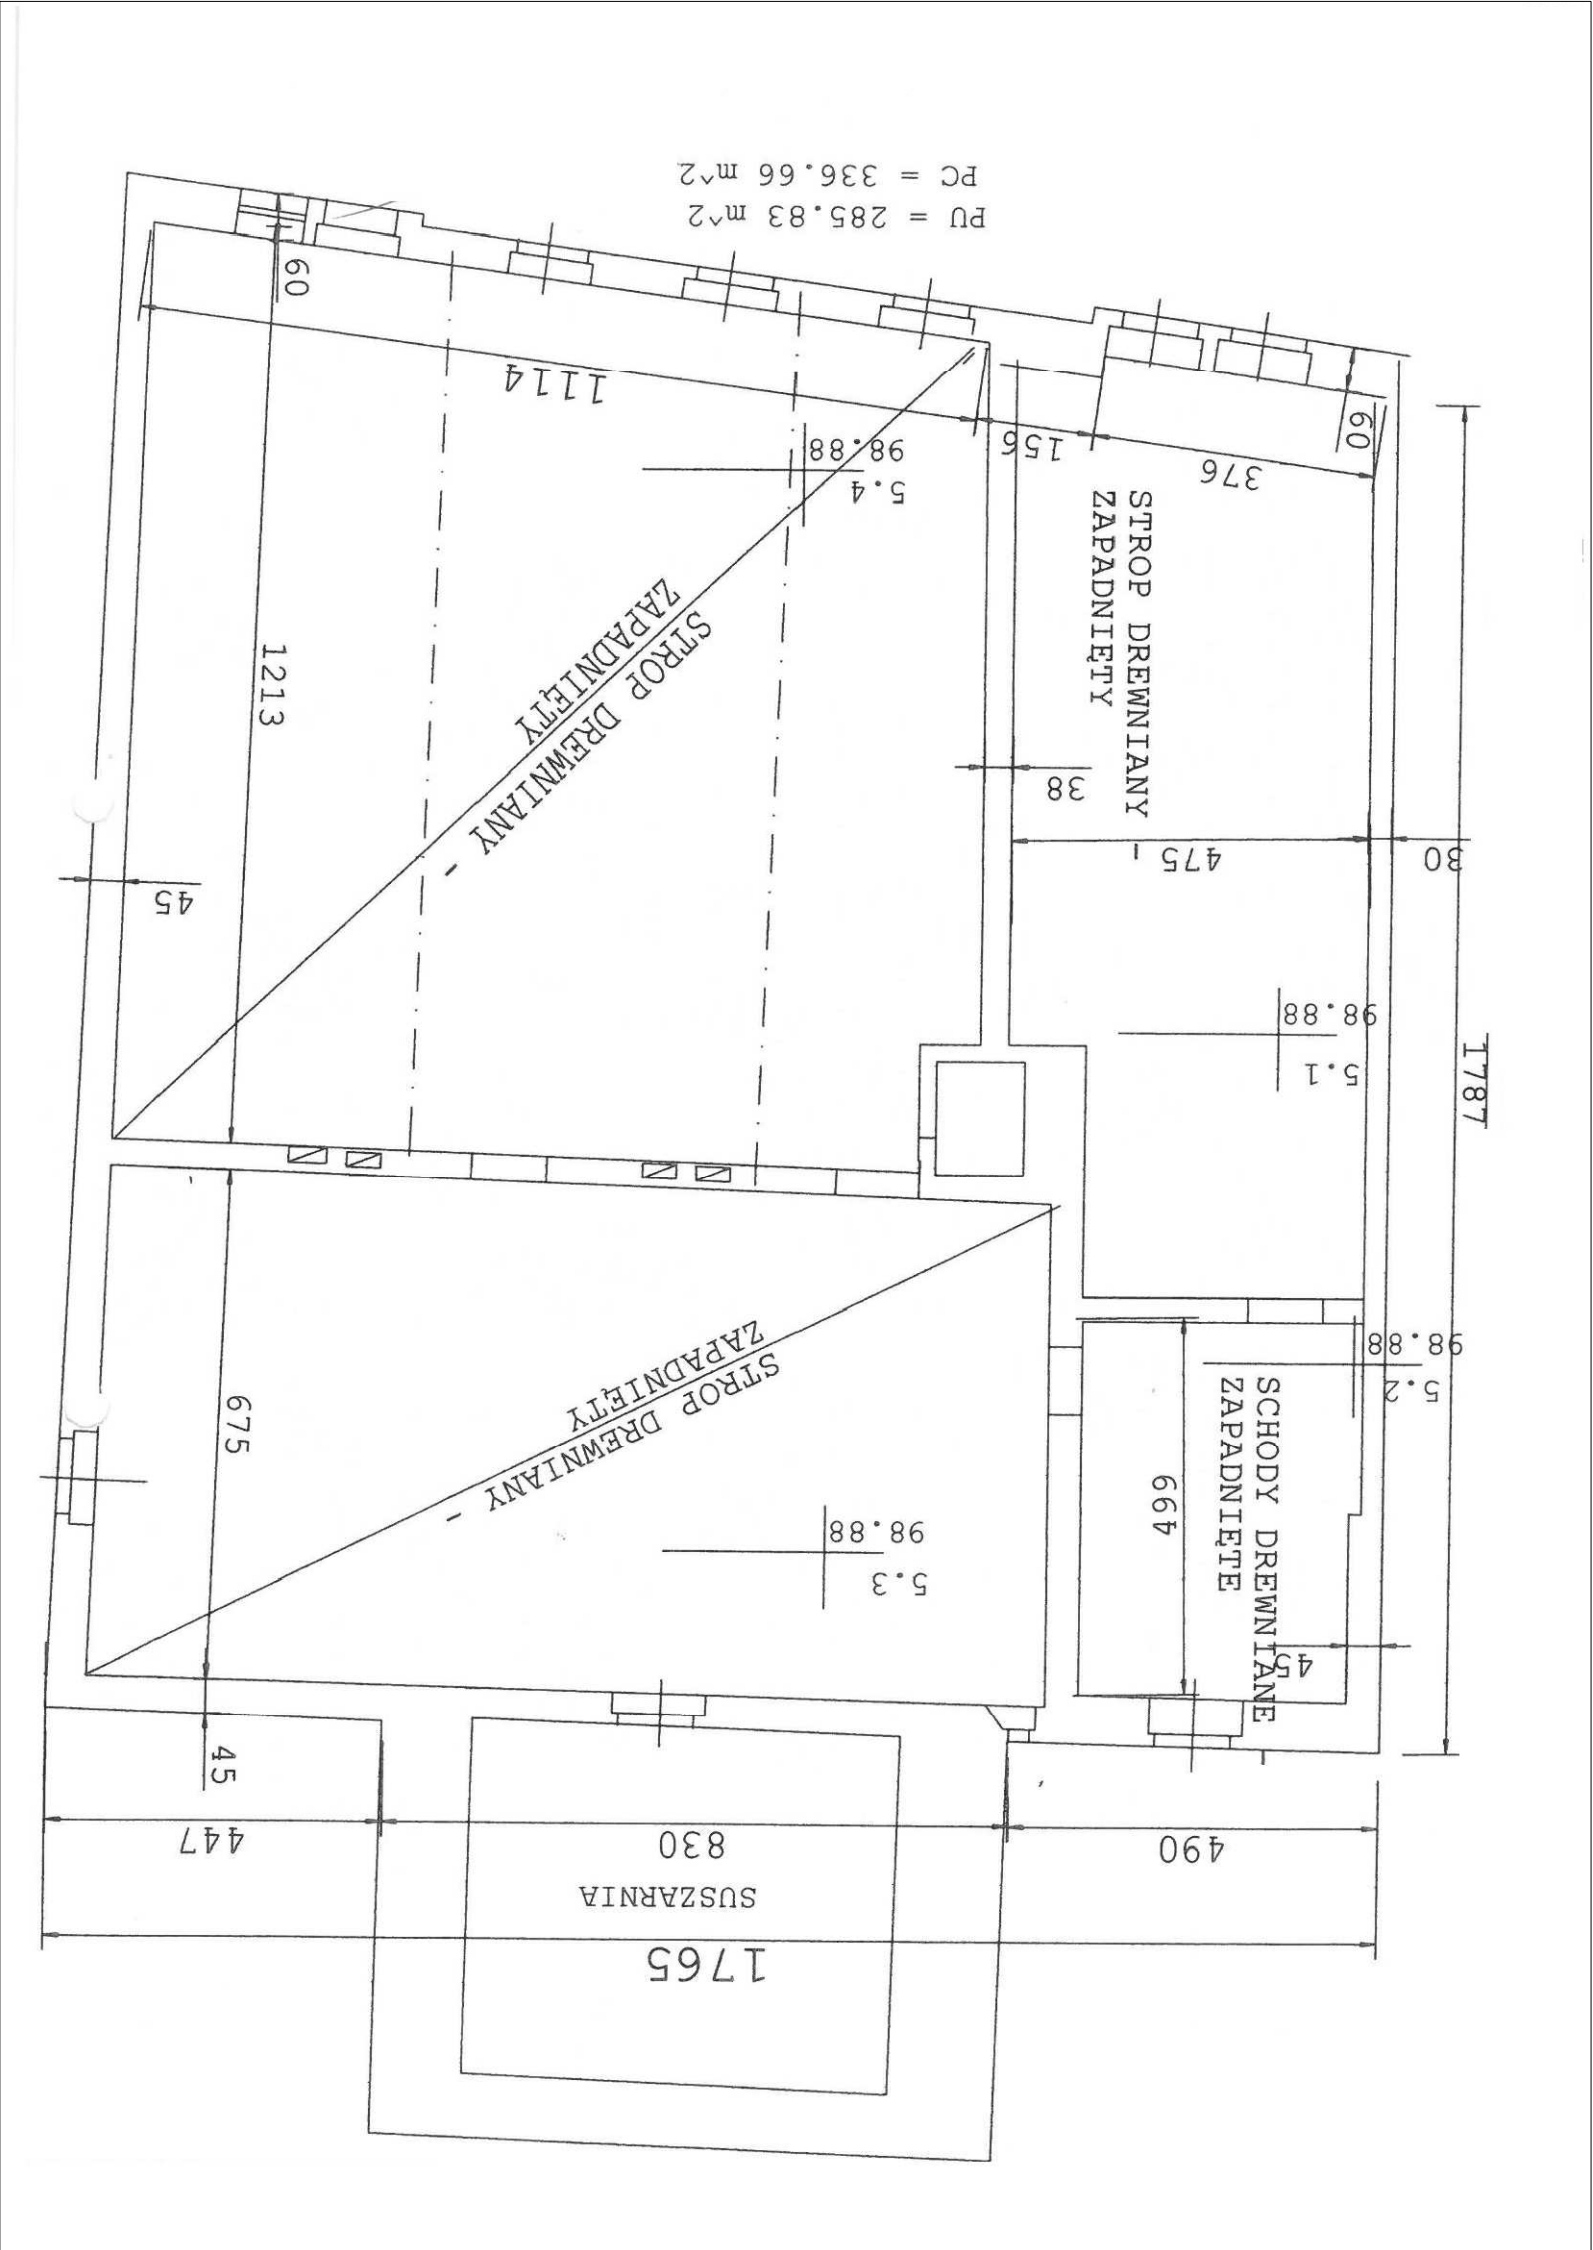 PC = 336.66 m^2
PU = 285.83 m^2
60
1114
156
376
60
98.88
5.4
STROP DREWNIANY -
ZAPADNIĘTY
STROP DREWNIANY -
ZAPADNIĘTY
1213
38
475
30
45
98.88
5.1
1787
98.88
5.2
SCHODY DREWNIANE
ZAPADNIĘTE
499
45
STROP DREWNIANY -
ZAPADNIĘTY
675
98.88
5.3
45
447
830
490
SUSZARNIA
1765